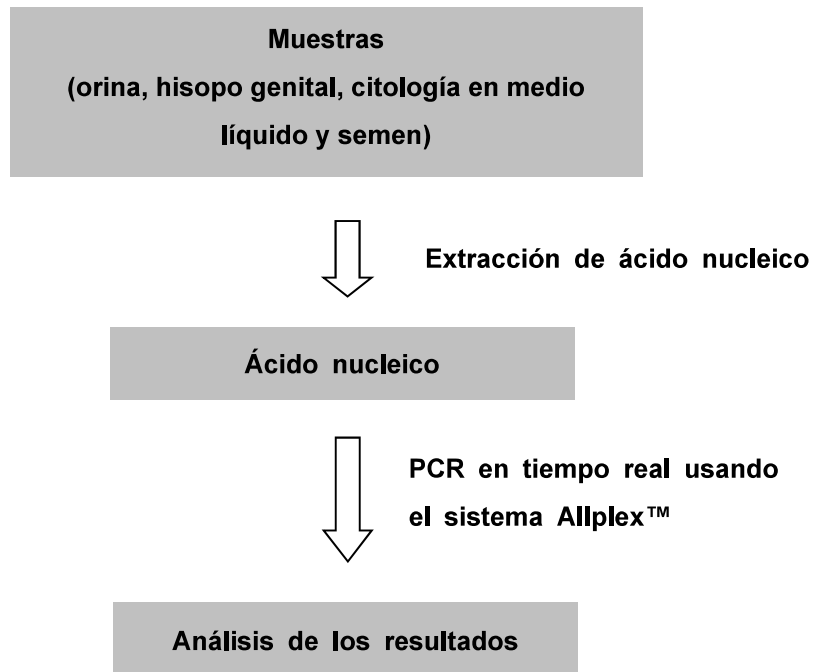 Muestras
(orina, hisopo genital, citología en medio
líquido y semen)
Extracción de ácido nucleico
Ácido nucleico
PCR en tiempo real usando
el sistema Allplex™
Análisis de los resultados